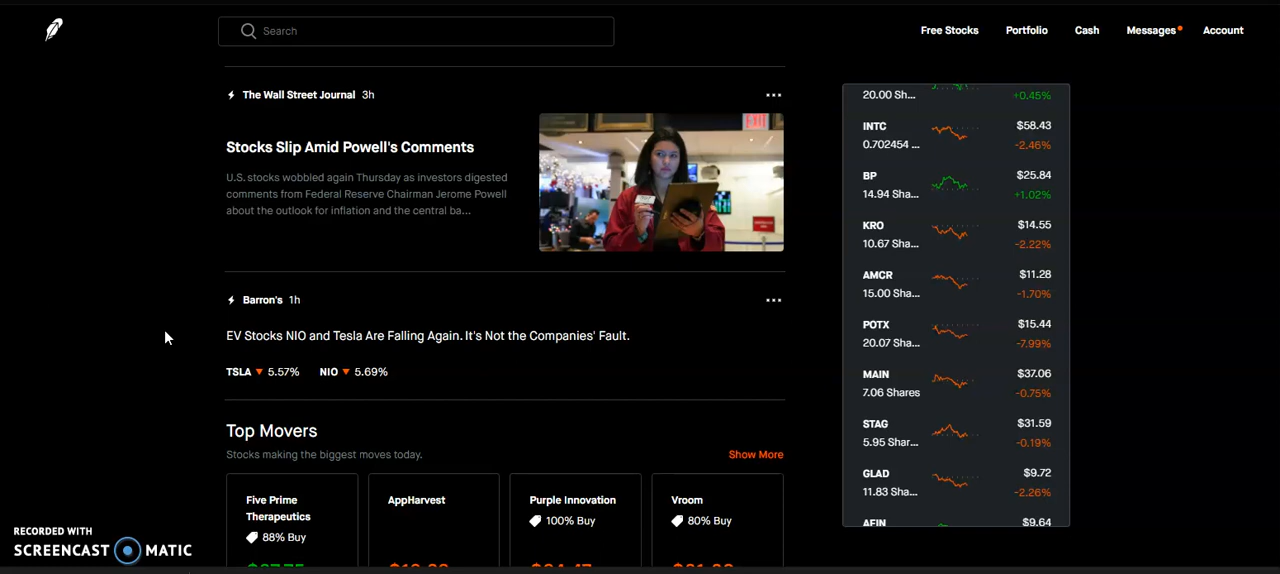 Search
Free Stocks
Portfolio
Cash
Messages
Account
The Wall Street Journal 3h
Stocks Slip Amid Powell's Comments
U.S. stocks wobbled again Thursday as investors digested
comments from Federal Reserve Chairman Jerome Powell
about the outlook for inflation and the central ba...
EXIT
Barron's 1h
EV Stocks NIO and Tesla Are Falling Again. It's Not the Companies' Fault.
TSLA 5.57% NIO 5.69%
Top Movers
Stocks making the biggest moves today.
Show More
Five Prime
Therapeutics
88% Buy
AppHarvest
Purple Innovation
100% Buy
Vroom
80% Buy
20.00 Sh... +0.45%
INTC $58.43
0.702454 ... -2.46%
BP $25.84
14.94 Sha... +1.02%
KRO $14.55
10.67 Sha... -2.22%
AMCR $11.28
15.00 Sha... -1.70%
POTX $15.44
20.07 Sha... -7.99%
MAIN $37.06
7.06 Shares -0.75%
STAG $31.59
5.95 Shar... -0.19%
GLAD $9.72
11.83 Sha... -2.26%
AFIN $9.64
RECORDED WITH
SCREENCAST MATIC